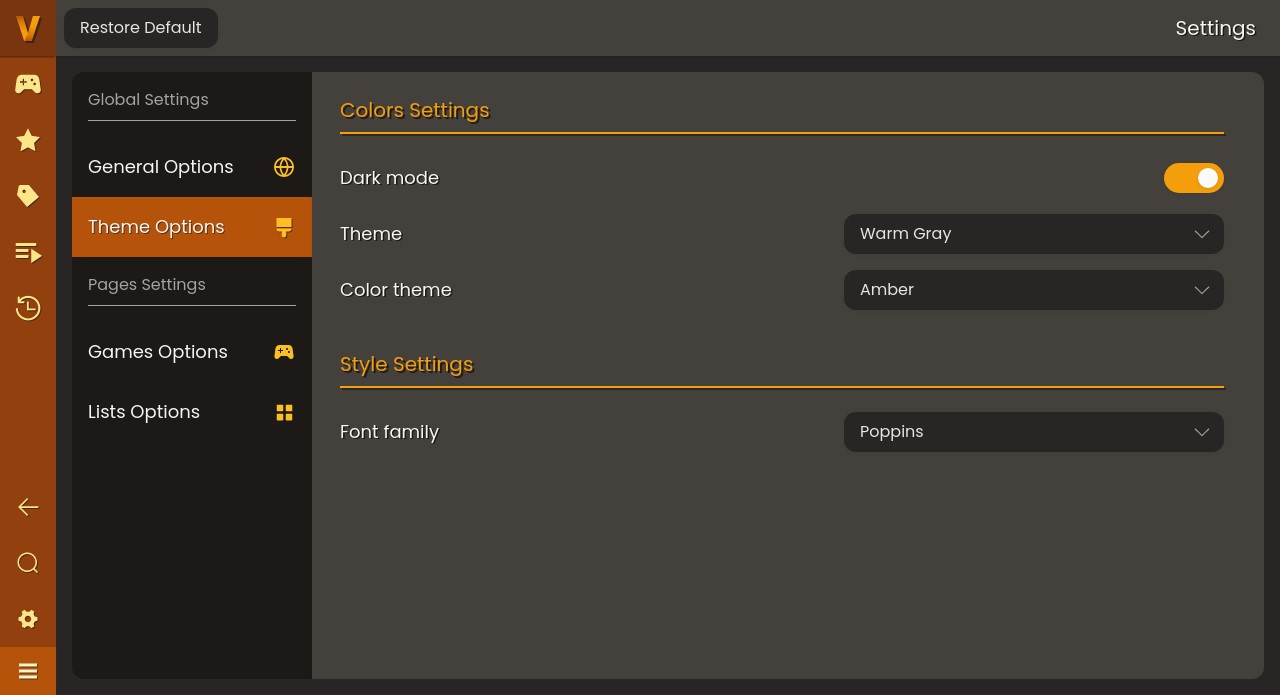 Restore Default
Settings
Global Settings
General Options
Theme Options
Pages Settings
Games Options
Lists Options
Colors Settings
Dark mode
Theme
Warm Gray
Color theme
Amber
Style Settings
Font family
Poppins